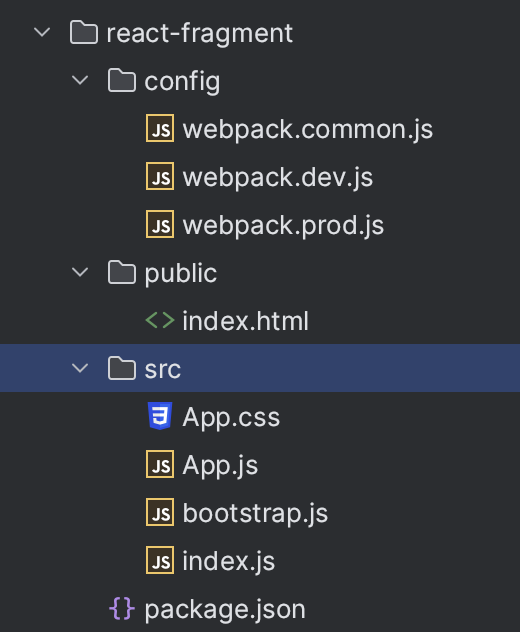 react-fragment
config
JS webpack.common.js
JS webpack.dev.js
JS webpack.prod.js
public
<> index.html
src
3 App.css
JS App.js
JS bootstrap.js
JS index.js
{} package.json